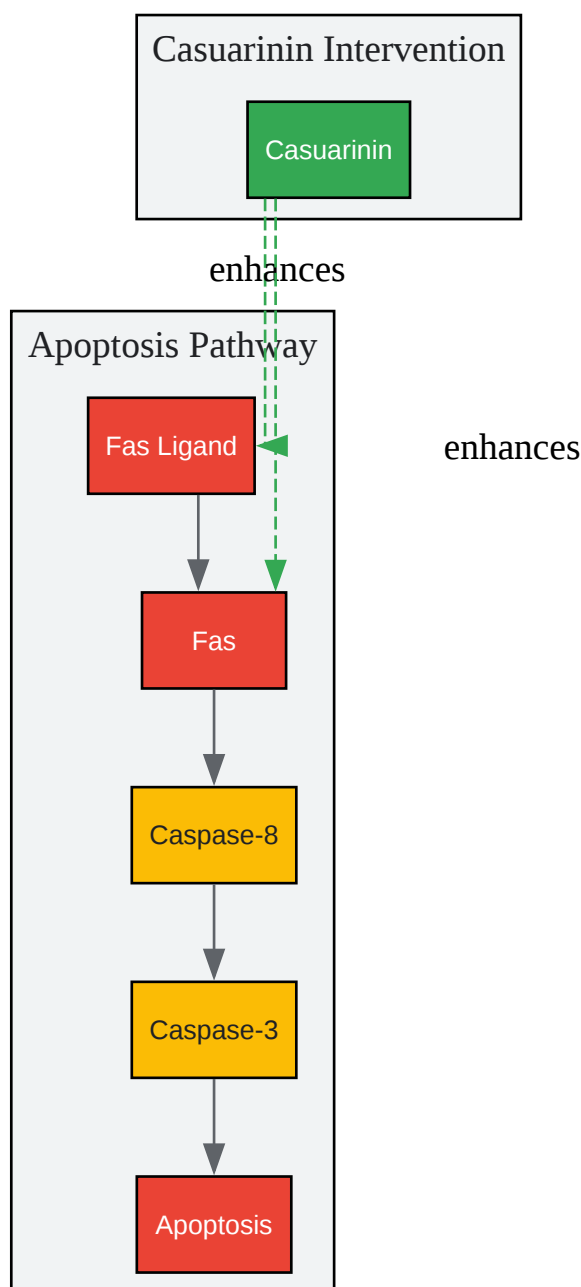 Casuarinin Intervention
Casuarinin
enhances
Apoptosis Pathway
Fas Ligand
enhances
Fas
Caspase-8
Caspase-3
Apoptosis